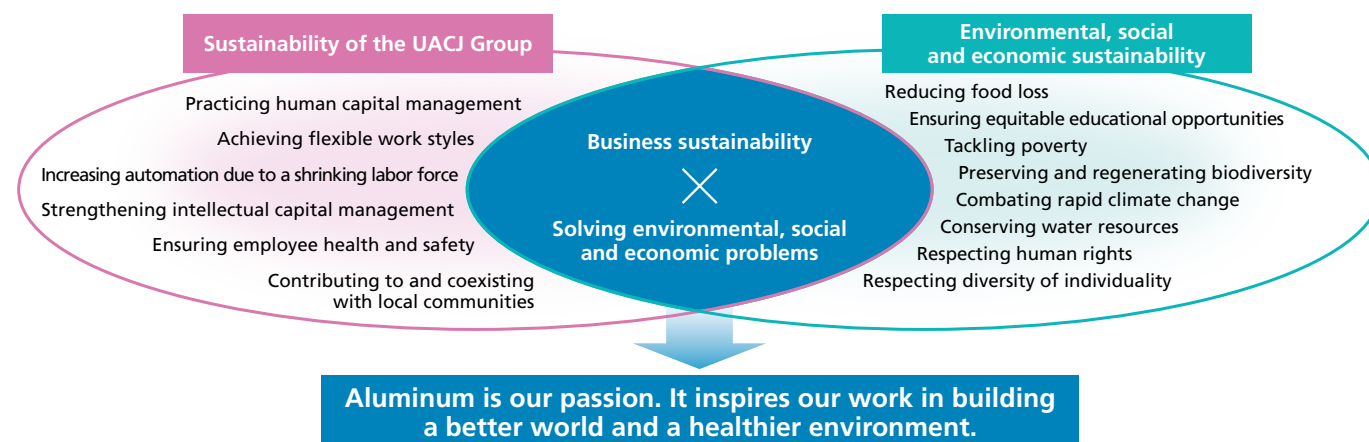 Sustainability of the UACJ Group
Practicing human capital management
Achieving flexible work styles
Increasing automation due to a shrinking labor force
Strengthening intellectual capital management
Ensuring employee health and safety
Contributing to and coexisting
with local communities
Business sustainability
×
Solving environmental, social
and economic problems
Environmental, social
and economic sustainability
Reducing food loss
Ensuring equitable educational opportunities
Tackling poverty
Preserving and regenerating biodiversity
Combating rapid climate change
Conserving water resources
Respecting human rights
Respecting diversity of individuality
Aluminum is our passion. It inspires our work in building
a better world and a healthier environment.